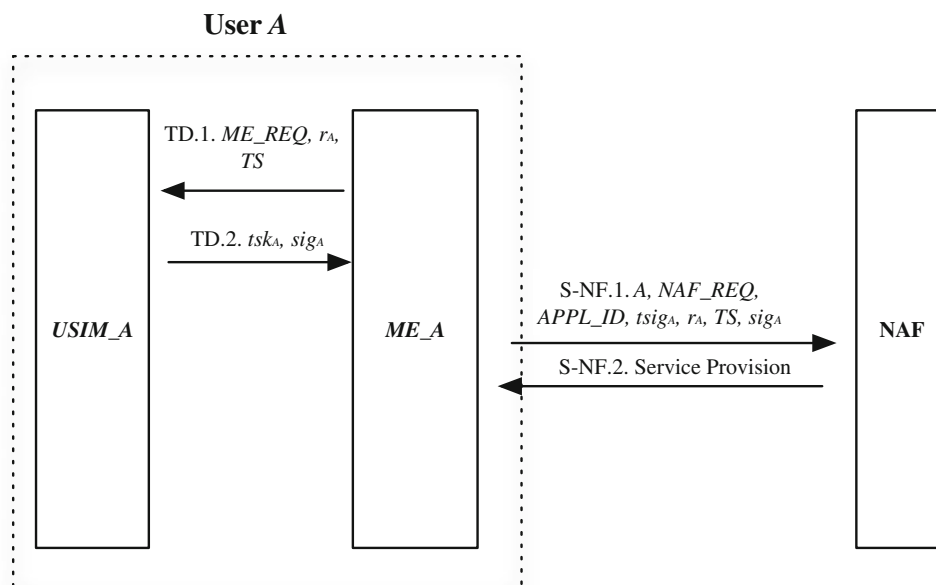 User A
TD.1. ME_REQ, rA,
TS
TD.2. tskA, sigA
USIM_A
ME_A
S-NF.1. A, NAF_REQ,
APPL_ID, tsigA, rA, TS, sigA
S-NF.2. Service Provision
NAF